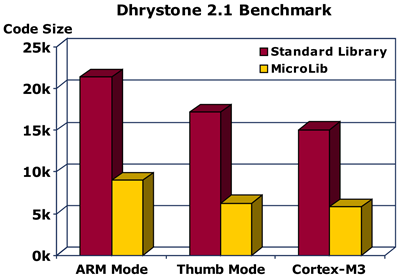 Dhrystone 2.1 Benchmark
Code Size
25k
Standard Library
MicroLib
20k
15k
10k
5k
0k
ARM Mode Thumb Mode Cortex-M3